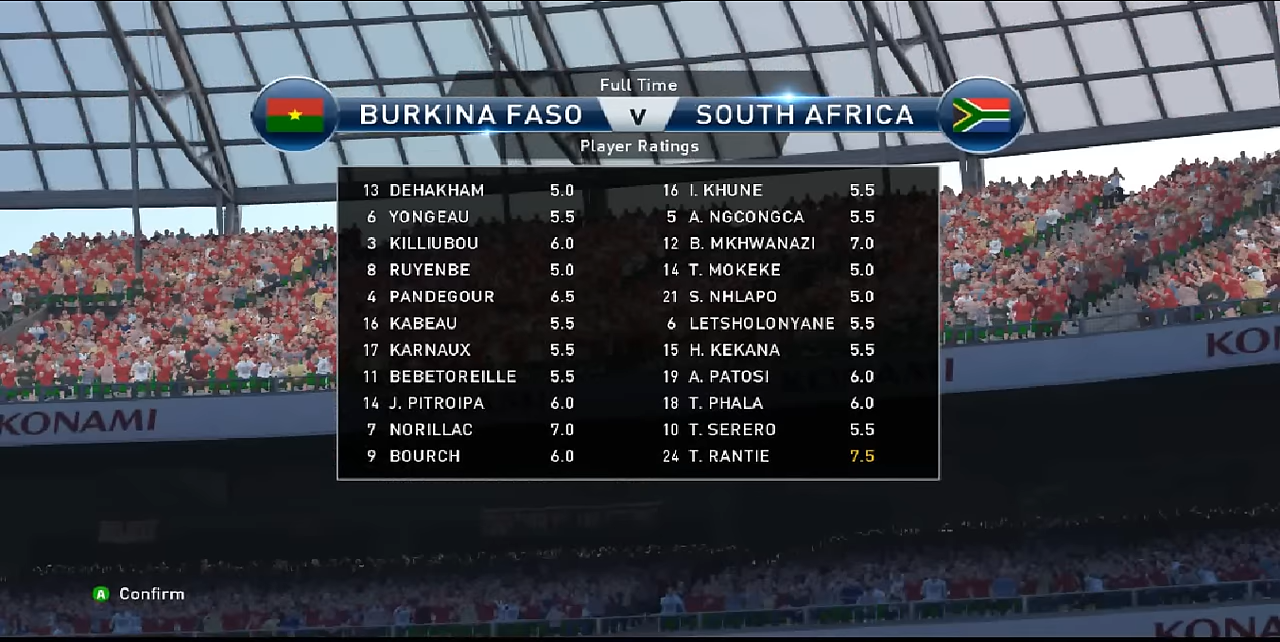 Full Time
BURKINA FASO v SOUTH AFRICA
Player Ratings
13 DEHAKHAM 5.0 16 I. KHUNE 5.5
6 YONGEAU 5.5 5 A. NGCONGCA 5.5
3 KILLIUBOU 6.0 12 B. MKHWANAZI 7.0
8 RUYENBE 5.0 14 T. MOKEKE 5.0
4 PANDEGOUR 6.5 21 S. NHLAPO 5.0
16 KABEAU 5.5 6 LETSHOLONYANE 5.5
17 KARNAUX 5.5 15 H. KEKANA 5.5
11 BEBETOREILLE 5.5 19 A. PATOSI 6.0
14 J. PITROIPA 6.0 18 T. PHALA 6.0
7 NORILLAC 7.0 10 T. SERERO 5.5
9 BOURCH 6.0 24 T. RANTIE 7.5
KO
KONAMI
A Confirm
KONA